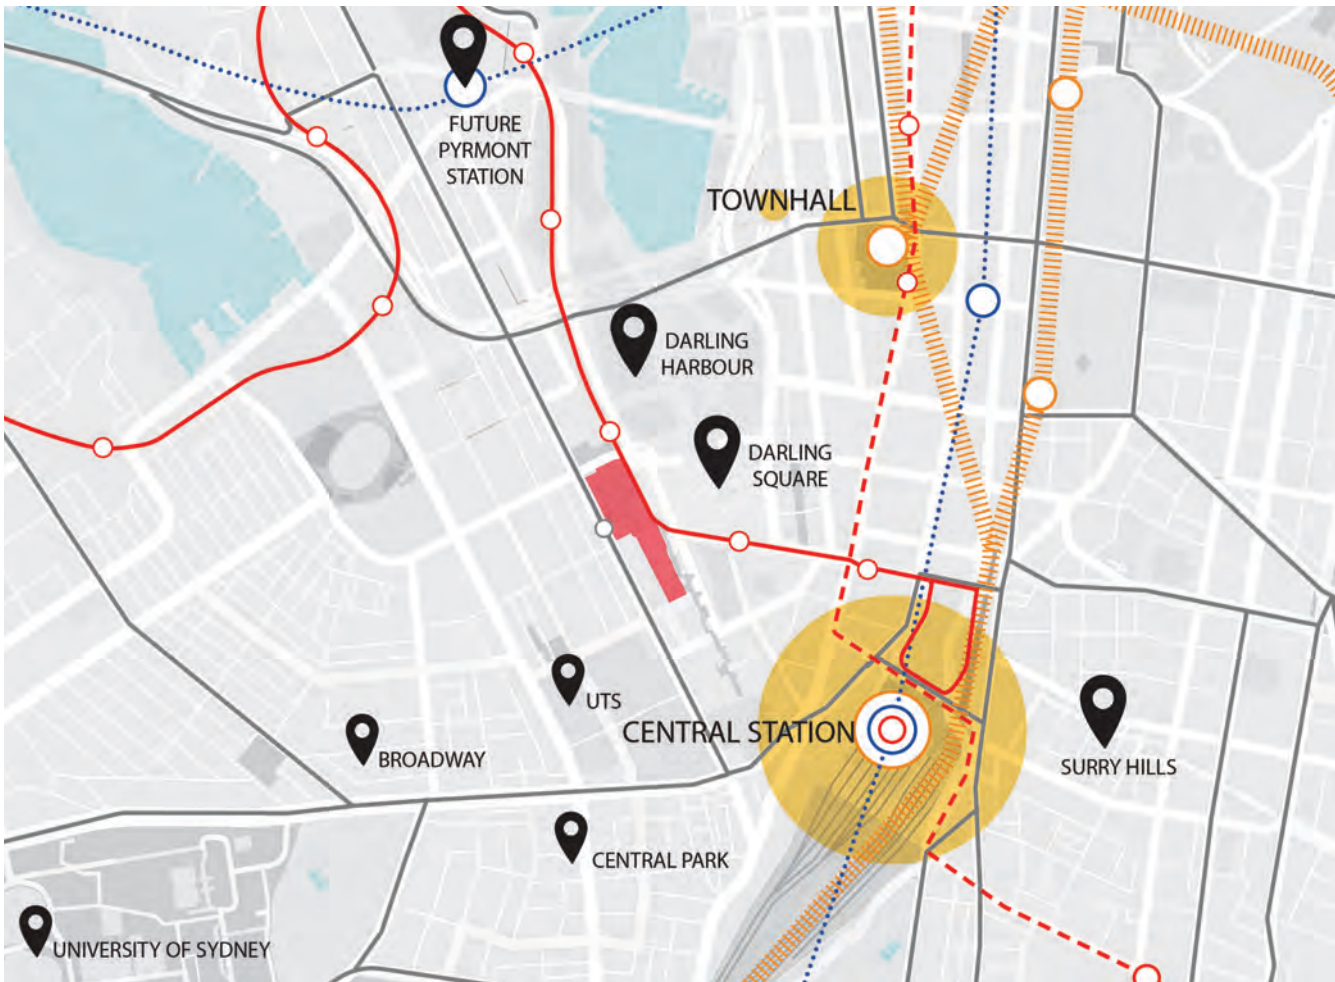 FUTURE
PYRMONT
STATION
TOWNHALL
DARLING
HARBOUR
DARLING
SQUARE
UTS
CENTRAL STATION
BROADWAY
SURRY HILLS
CENTRAL PARK
UNIVERSITY OF SYDNEY